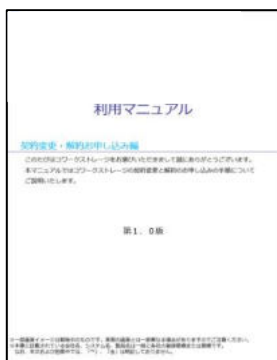 利用マニュアル
契約変更・解約お申し込み編
このたびはコワークストレージをお選びいただきまして誠にありがとうございます。
本マニュアルではコワークストレージの契約変更と解約のお申し込みの手順について
ご説明いたします。
第1.0版